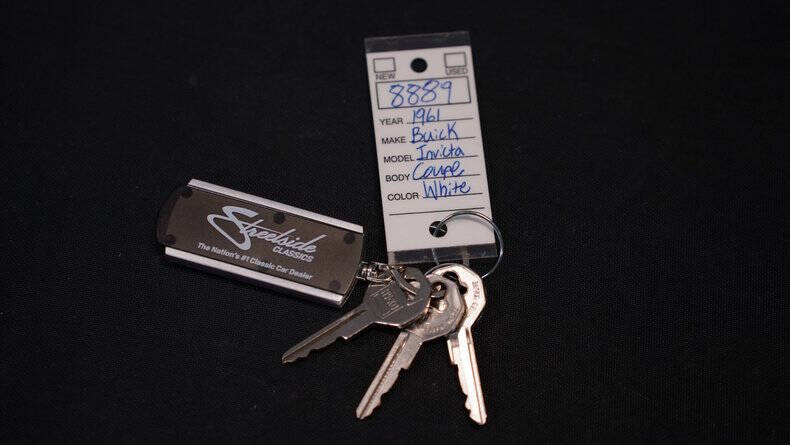 NEW USED
8889
YEAR 1961
MAKE Buick
MODEL Invicta
BODY Coupe
COLOR White
Streetside
CLASSICS
The Nation's #1 Classic Car Dealer